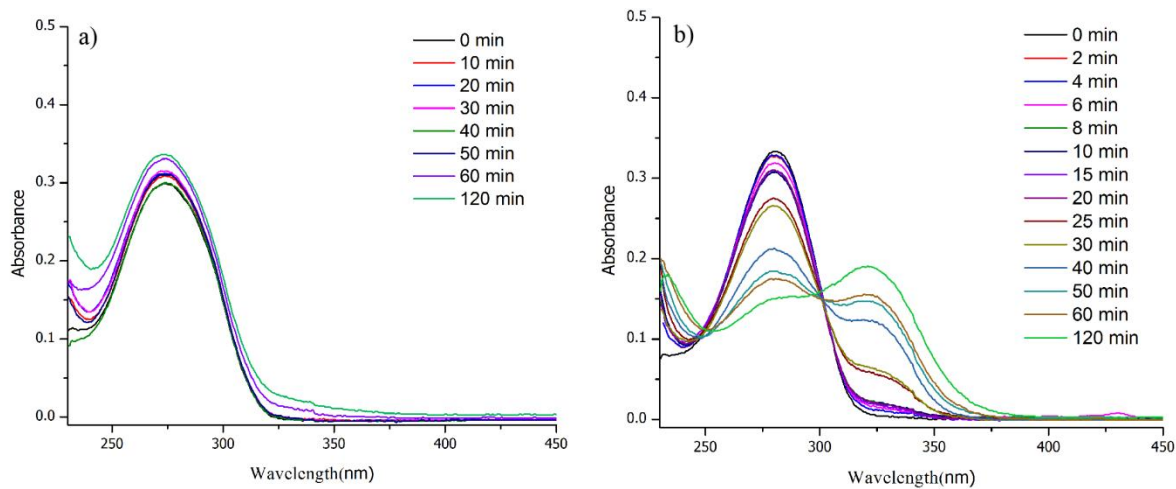 a)
0.5
0.4
0.3
0.2
0.1
0.0
Absorbance
250
300
350
400
450
Wavelength(nm)
0 min
10 min
20 min
30 min
40 min
50 min
60 min
120 min
b)
0.5
0.4
0.3
0.2
0.1
0.0
Absorbance
250
300
350
400
450
Wavelength(nm)
0 min
2 min
4 min
6 min
8 min
10 min
15 min
20 min
25 min
30 min
40 min
50 min
60 min
120 min